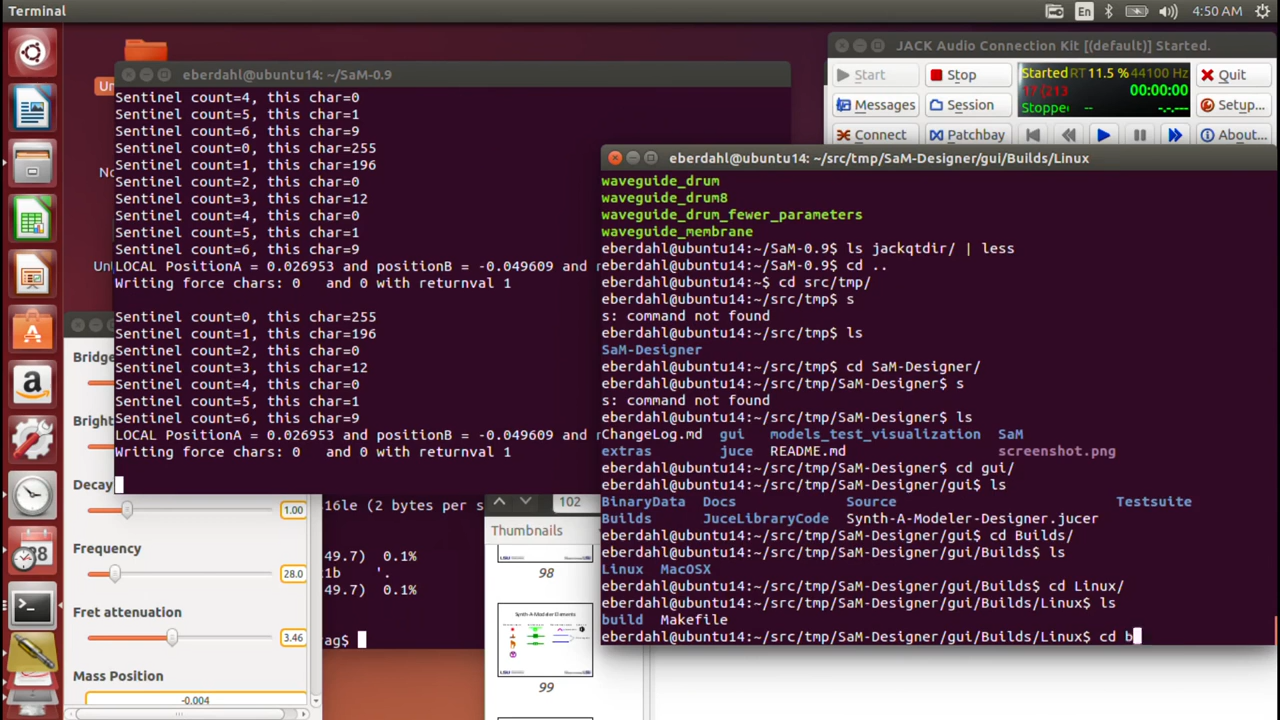 Terminal
En
4:50 AM
eberdahl@ubuntu14: ~/SaM-0.9
Sentinel count=4, this char=0
Sentinel count=5, this char=1
Sentinel count=6, this char=9
Sentinel count=0, this char=255
Sentinel count=1, this char=196
Sentinel count=2, this char=0
Sentinel count=3, this char=12
Sentinel count=4, this char=0
Sentinel count=5, this char=1
Sentinel count=6, this char=9
LOCAL PositionA = 0.026953 and positionB = -0.049609 and
Writing force chars: 0   and 0 with returnval 1
Sentinel count=0, this char=255
Sentinel count=1, this char=196
Sentinel count=2, this char=0
Sentinel count=3, this char=12
Sentinel count=4, this char=0
Sentinel count=5, this char=1
Sentinel count=6, this char=9
LOCAL PositionA = 0.026953 and positionB = -0.049609 and
Writing force chars: 0   and 0 with returnval 1
JACK Audio Connection Kit [(default)] Started.
Start Stop Started RT 11.5 % 44100 Hz Quit
Messages Session 00:00:00 Setup...
Connect Patchbay About...
eberdahl@ubuntu14: ~/src/tmp/SaM-Designer/gui/Builds/Linux
waveguide_drum
waveguide_drum8
waveguide_drum_fewer_parameters
waveguide_membrane
eberdahl@ubuntu14:~/SaM-0.9$ ls jackqtdir/ | less
eberdahl@ubuntu14:~/SaM-0.9$ cd ..
eberdahl@ubuntu14:~$ cd src/tmp/
eberdahl@ubuntu14:~/src/tmp$ s
s: command not found
eberdahl@ubuntu14:~/src/tmp$ ls
SaM-Designer
eberdahl@ubuntu14:~/src/tmp$ cd SaM-Designer/
eberdahl@ubuntu14:~/src/tmp/SaM-Designer$ s
s: command not found
eberdahl@ubuntu14:~/src/tmp/SaM-Designer$ ls
ChangeLog.md  gui   models_test_visualization  SaM
extras        juce  README.md                  screenshot.png
eberdahl@ubuntu14:~/src/tmp/SaM-Designer$ cd gui/
eberdahl@ubuntu14:~/src/tmp/SaM-Designer/gui$ ls
BinaryData  Docs             Source                        Testsuite
Builds      JuceLibraryCode  Synth-A-Modeler-Designer.jucer
eberdahl@ubuntu14:~/src/tmp/SaM-Designer/gui$ cd Builds/
eberdahl@ubuntu14:~/src/tmp/SaM-Designer/gui/Builds$ ls
Linux  MacOSX
eberdahl@ubuntu14:~/src/tmp/SaM-Designer/gui/Builds$ cd Linux/
eberdahl@ubuntu14:~/src/tmp/SaM-Designer/gui/Builds/Linux$ ls
build  Makefile
eberdahl@ubuntu14:~/src/tmp/SaM-Designer/gui/Builds/Linux$ cd b
Bridge
Bright
Decay
1.00
Frequency
28.0
Fret attenuation
3.46
Mass Position
-0.004
16le (2 bytes per s
49.7)  0.1%
1b   '.
49.7)  0.1%
ag$
102
Thumbnails
98
Synth-A-Modeler Elements
99